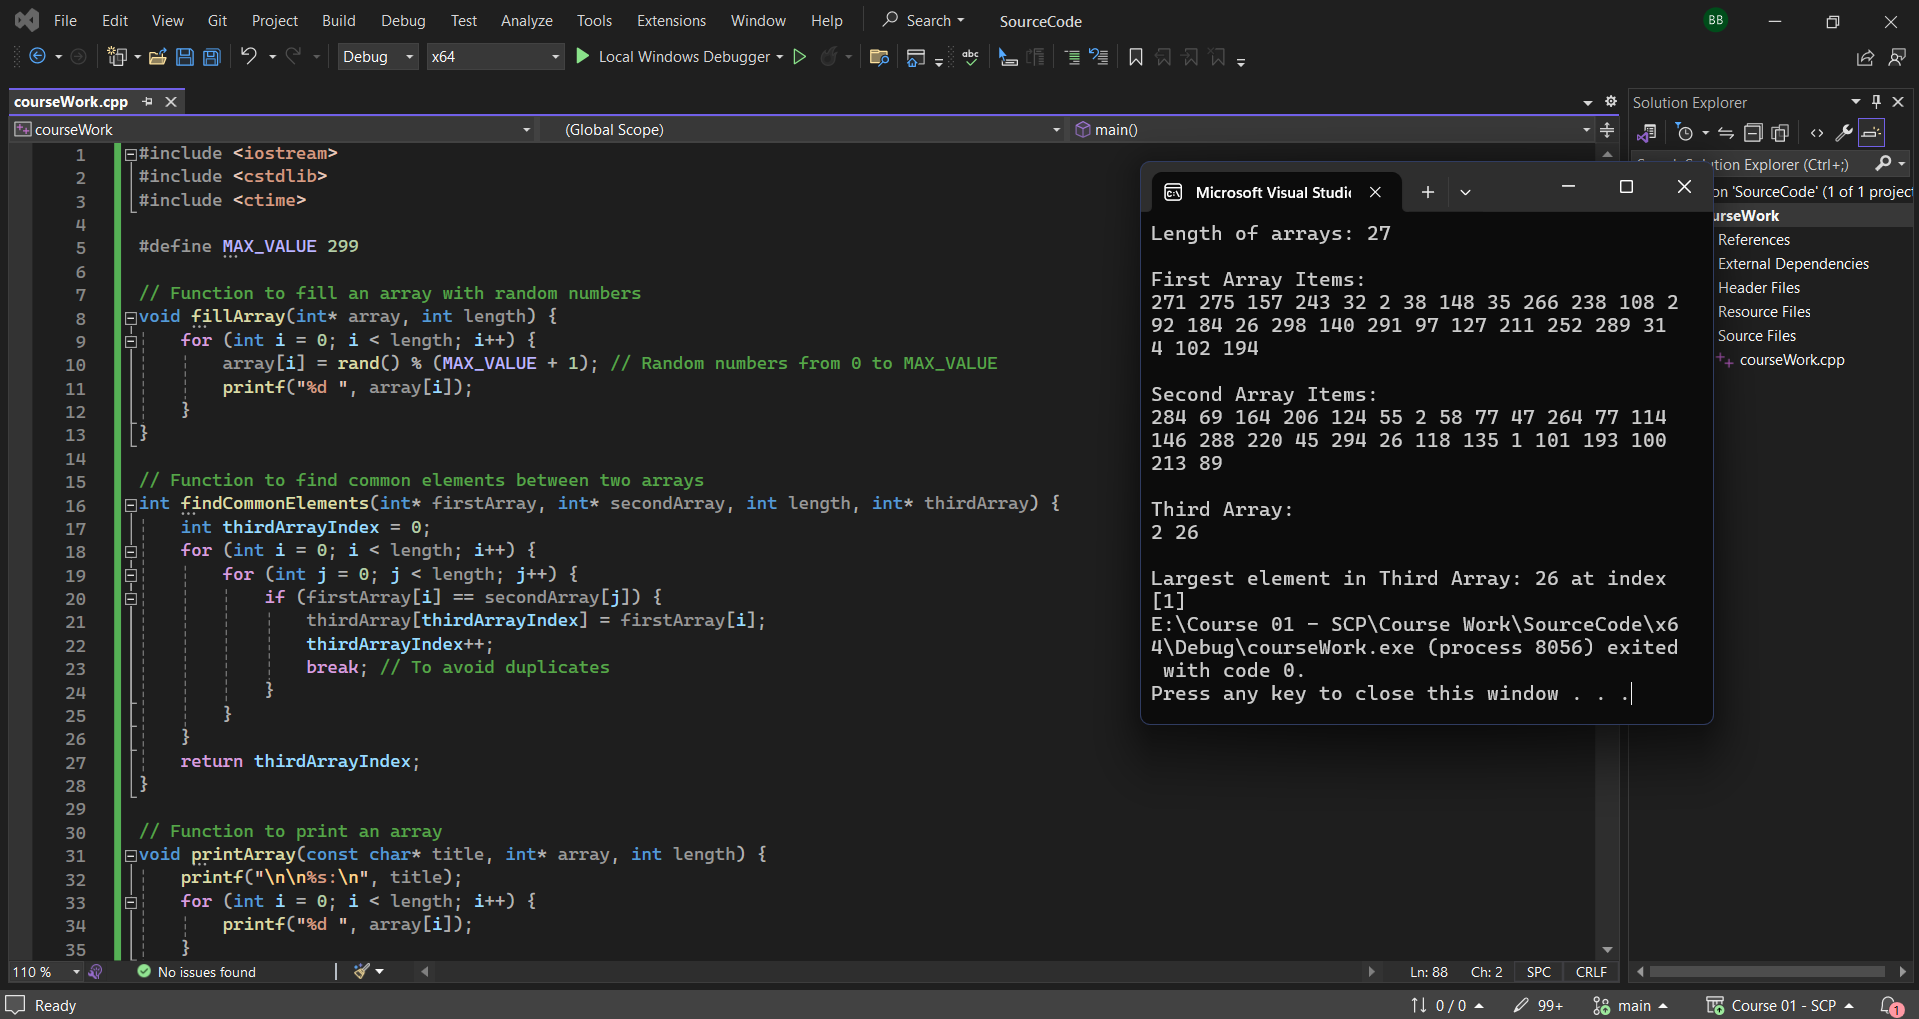 File Edit View Git Project Build Debug Test Analyze Tools Extensions Window Help Search SourceCode BB
Debug x64 Local Windows Debugger
courseWork.cpp
courseWork (Global Scope) main()
1 #include <iostream>
2 #include <cstdlib>
3 #include <ctime>
4
5 #define MAX_VALUE 299
6
7 // Function to fill an array with random numbers
8 void fillArray(int* array, int length) {
9 for (int i = 0; i < length; i++) {
10 array[i] = rand() % (MAX_VALUE + 1); // Random numbers from 0 to MAX_VALUE
11 printf("%d ", array[i]);
12 }
13 }
14
15 // Function to find common elements between two arrays
16 int findCommonElements(int* firstArray, int* secondArray, int length, int* thirdArray) {
17 int thirdArrayIndex = 0;
18 for (int i = 0; i < length; i++) {
19 for (int j = 0; j < length; j++) {
20 if (firstArray[i] == secondArray[j]) {
21 thirdArray[thirdArrayIndex] = firstArray[i];
22 thirdArrayIndex++;
23 break; // To avoid duplicates
24 }
25 }
26 }
27 return thirdArrayIndex;
28 }
29
30 // Function to print an array
31 void printArray(const char* title, int* array, int length) {
32 printf("\n\n%s:\n", title);
33 for (int i = 0; i < length; i++) {
34 printf("%d ", array[i]);
35 }
Microsoft Visual Studi
Length of arrays: 27
First Array Items:
271 275 157 243 32 2 38 148 35 266 238 108 2
92 184 26 298 140 291 97 127 211 252 289 31
4 102 194
Second Array Items:
284 69 164 206 124 55 2 58 77 47 264 77 114
146 288 220 45 294 26 118 135 1 101 193 100
213 89
Third Array:
2 26
Largest element in Third Array: 26 at index
[1]
E:\Course 01 - SCP\Course Work\SourceCode\x6
4\Debug\courseWork.exe (process 8056) exited
with code 0.
Press any key to close this window . . .
Solution Explorer
Solution Explorer (Ctrl+;)
on 'SourceCode' (1 of 1 project
urseWork
References
External Dependencies
Header Files
Resource Files
Source Files
courseWork.cpp
110 % No issues found Ln: 88 Ch: 2 SPC CRLF
Ready 0 / 0 99+ main Course 01 - SCP 1